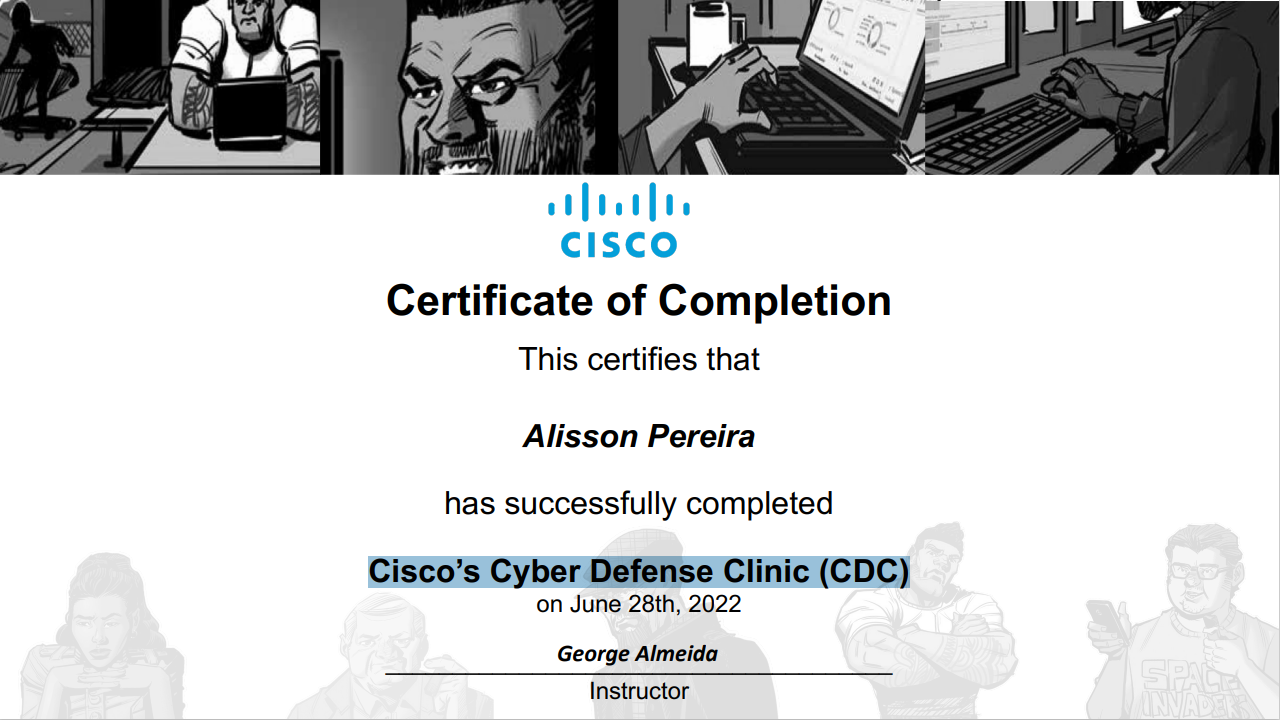 CISCO
Certificate of Completion
This certifies that
Alisson Pereira
has successfully completed
Cisco’s Cyber Defense Clinic (CDC)
on June 28th, 2022
George Almeida
Instructor
SPACE
INVADERS